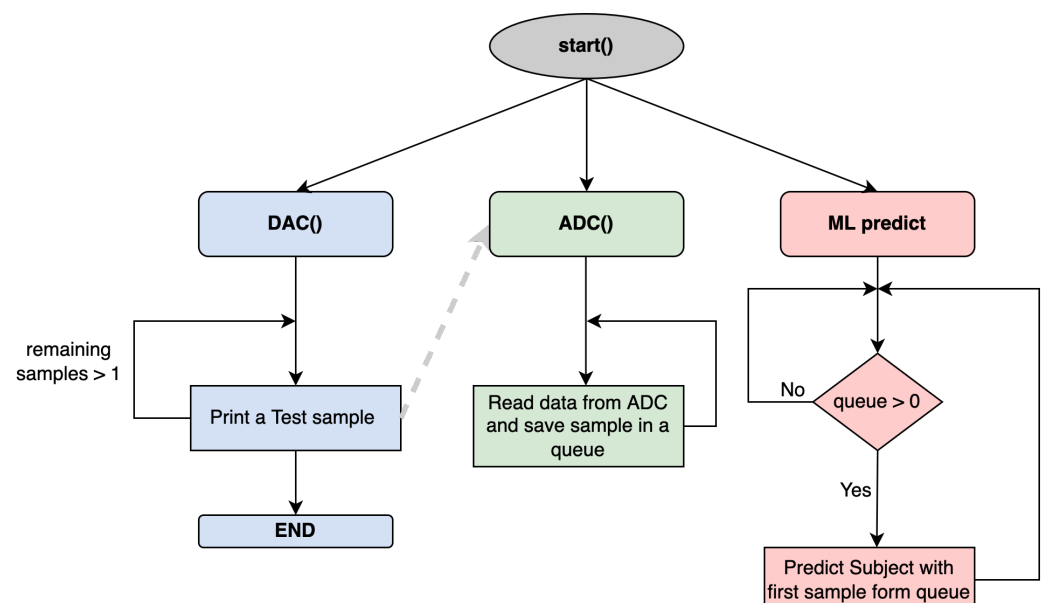 start()
DAC()
ADC()
ML predict
remaining
samples > 1
Print a Test sample
END
Read data from ADC
and save sample in a
queue
No
queue > 0
Yes
Predict Subject with
first sample form queue